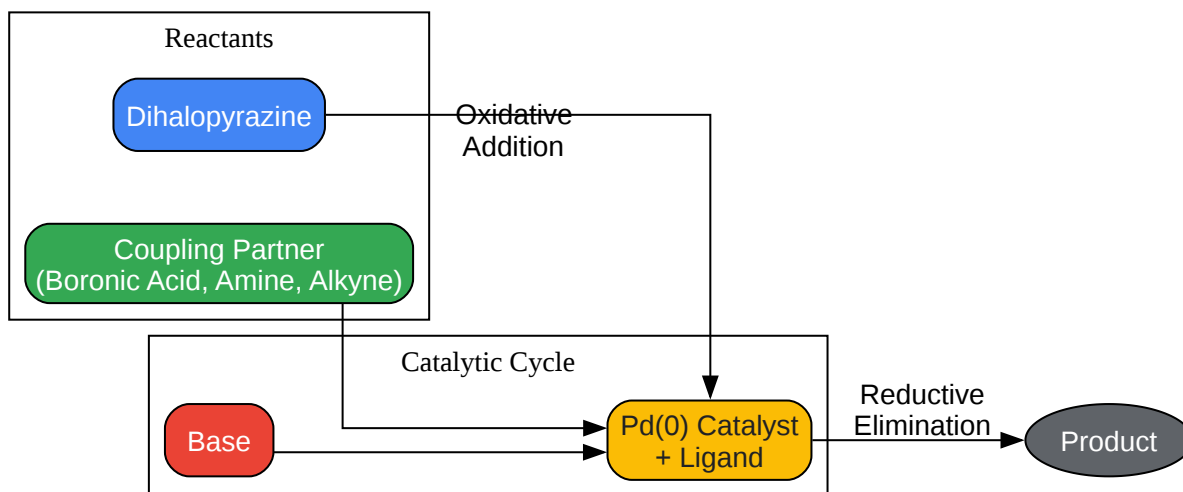 Reactants
Dihalopyrazine
Oxidative
Addition
Coupling Partner
(Boronic Acid, Amine, Alkyne)
Catalytic Cycle
Base
Pd(0) Catalyst
+ Ligand
Reductive
Elimination
Product